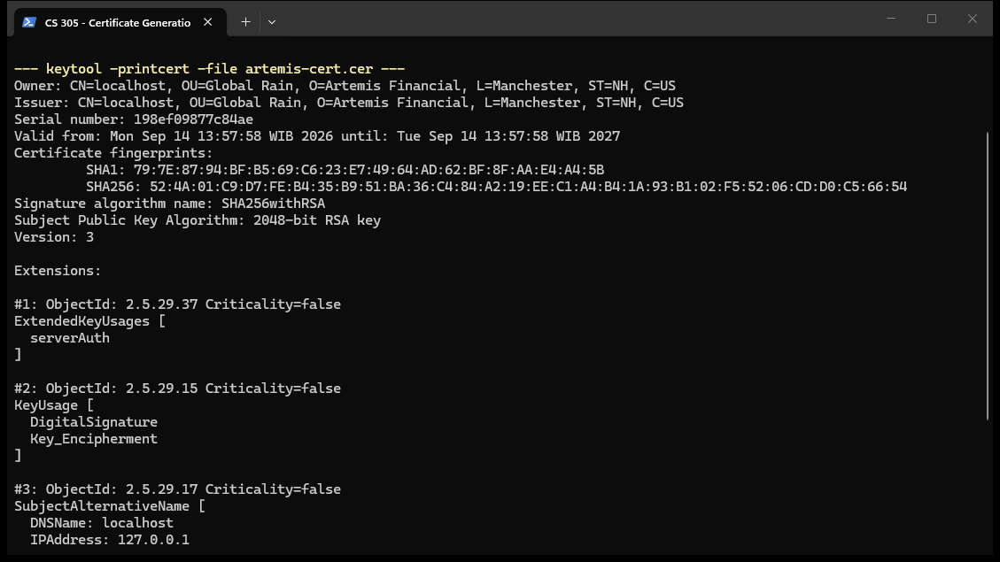 CS 305 - Certificate Generatio
--- keytool -printcert -file artemis-cert.cer ---
Owner: CN=localhost, OU=Global Rain, O=Artemis Financial, L=Manchester, ST=NH, C=US
Issuer: CN=localhost, OU=Global Rain, O=Artemis Financial, L=Manchester, ST=NH, C=US
Serial number: 198ef09877c84ae
Valid from: Mon Sep 14 13:57:58 WIB 2026 until: Tue Sep 14 13:57:58 WIB 2027
Certificate fingerprints:
SHA1: 79:7E:87:94:BF:B5:69:C6:23:E7:49:64:AD:62:BF:8F:AA:E4:A4:5B
SHA256: 52:4A:01:C9:D7:FE:B4:35:B9:51:BA:36:C4:84:A2:19:EE:C1:A4:B4:1A:93:B1:02:F5:52:06:CD:D0:C5:66:54
Signature algorithm name: SHA256withRSA
Subject Public Key Algorithm: 2048-bit RSA key
Version: 3
Extensions:
#1: ObjectId: 2.5.29.37 Criticality=false
ExtendedKeyUsages [
serverAuth
]
#2: ObjectId: 2.5.29.15 Criticality=false
KeyUsage [
DigitalSignature
Key_Encipherment
]
#3: ObjectId: 2.5.29.17 Criticality=false
SubjectAlternativeName [
DNSName: localhost
IPAddress: 127.0.0.1